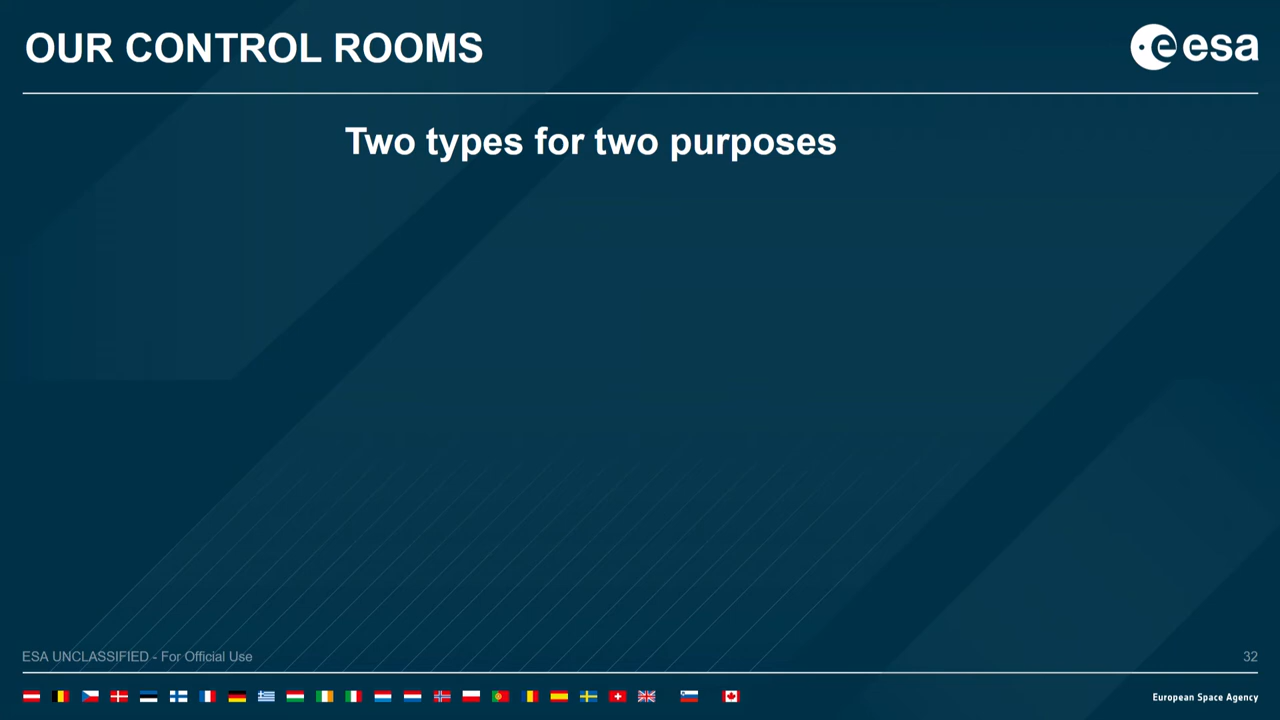 OUR CONTROL ROOMS
esa
Two types for two purposes
ESA UNCLASSIFIED - For Official Use
32
European Space Agency